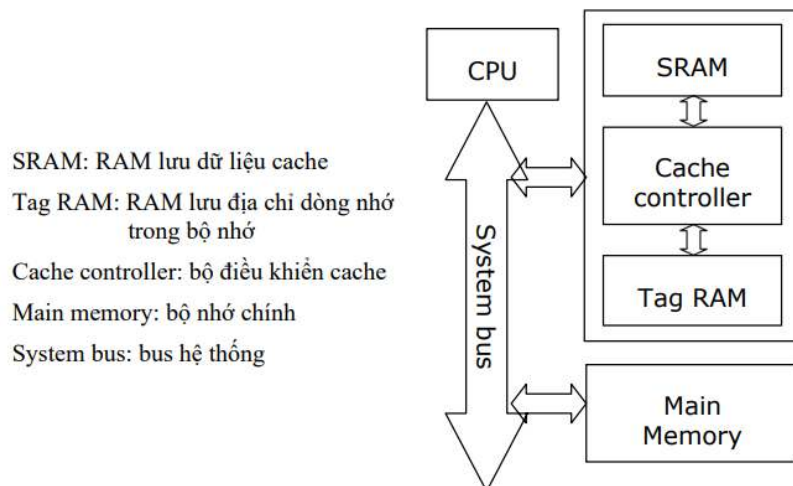 SRAM: RAM lưu dữ liệu cache
Tag RAM: RAM lưu địa chỉ dòng nhớ
trong bộ nhớ
Cache controller: bộ điều khiển cache
Main memory: bộ nhớ chính
System bus: bus hệ thống
CPU
System bus
SRAM
Cache
controller
Tag RAM
Main
Memory